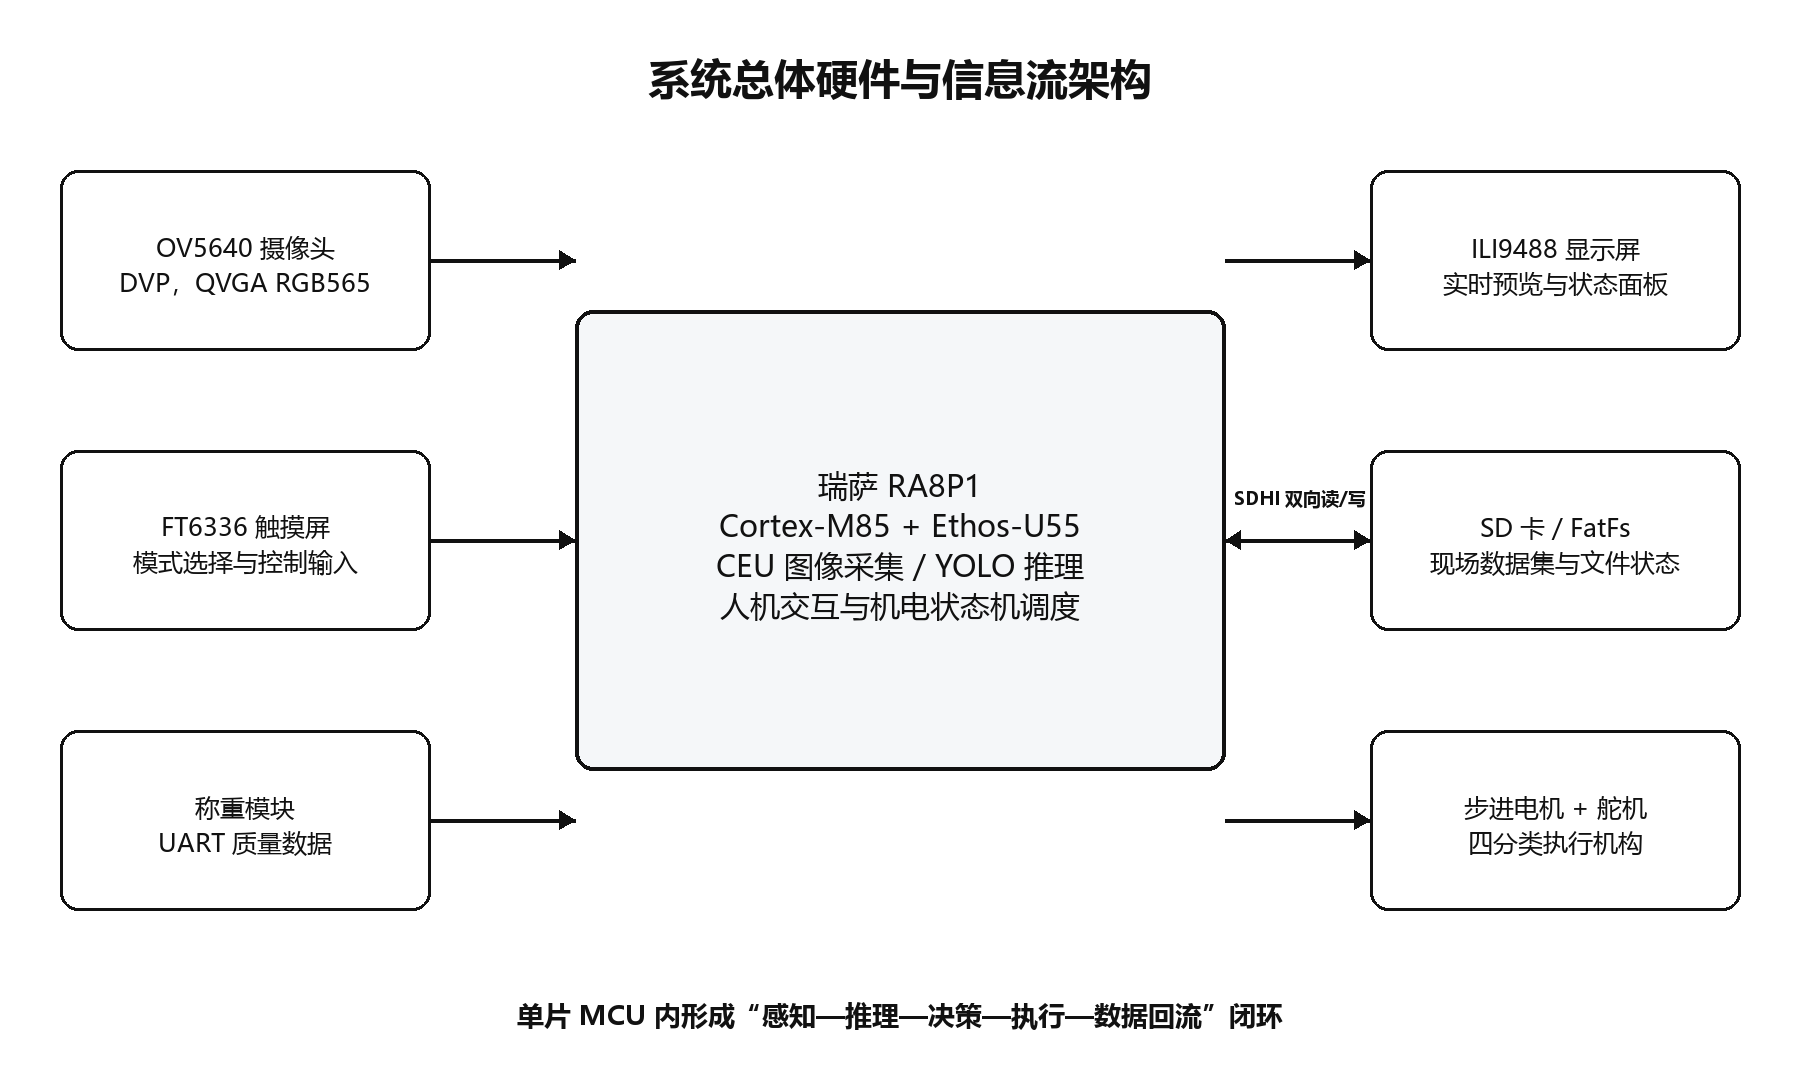 系统总体硬件与信息流架构
OV5640 摄像头
DVP，QVGA RGB565
FT6336 触摸屏
模式选择与控制输入
称重模块
UART 质量数据
瑞萨 RA8P1
Cortex-M85 + Ethos-U55
CEU 图像采集 / YOLO 推理
人机交互与机电状态机调度
ILI9488 显示屏
实时预览与状态面板
SDHI 双向读/写
SD 卡 / FatFs
现场数据集与文件状态
步进电机 + 舵机
四分类执行机构
单片 MCU 内形成“感知—推理—决策—执行—数据回流”闭环